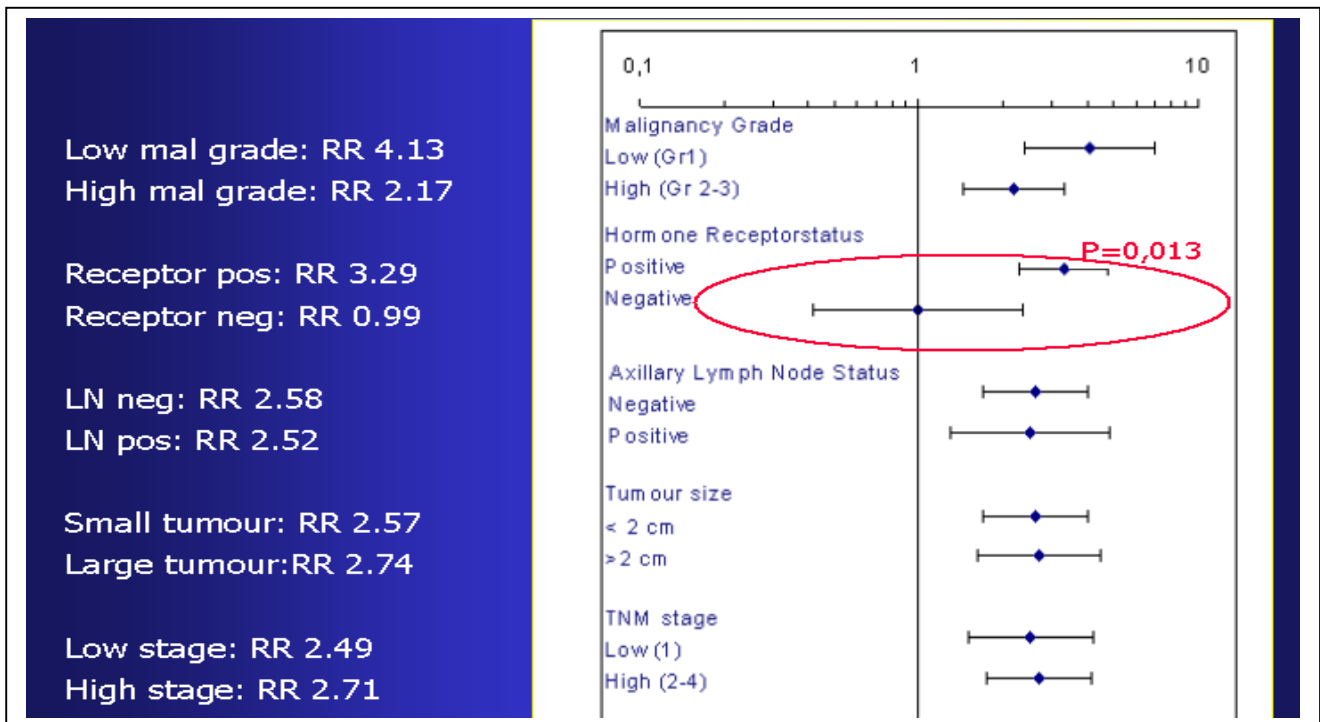 Low mal grade: RR 4.13
High mal grade: RR 2.17
Receptor pos: RR 3.29
Receptor neg: RR 0.99
LN neg: RR 2.58
LN pos: RR 2.52
Small tumour: RR 2.57
Large tumour:RR 2.74
Low stage: RR 2.49
High stage: RR 2.71
0,1 1 10
Malignancy Grade
Low (Gr1)
High (Gr 2-3)
Hormone Receptorstatus
P=0,013
Positive
Negative
Axillary Lymph Node Status
Negative
Positive
Tumour size
< 2 cm
>2 cm
TNM stage
Low (1)
High (2-4)